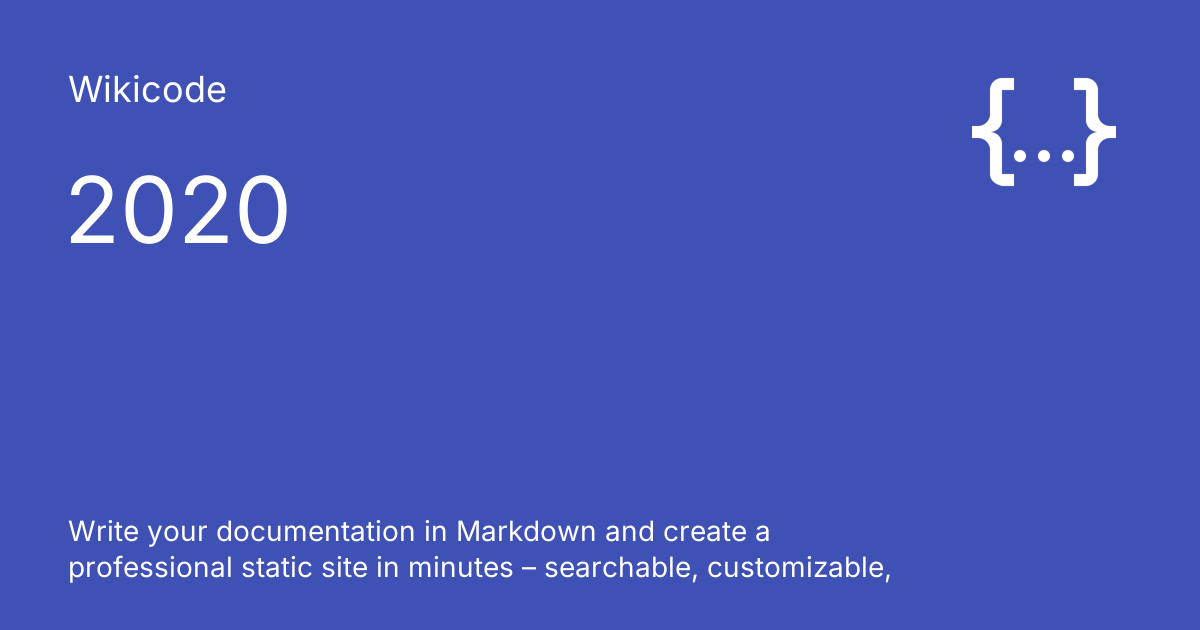 Wikicode
{...}
2020
Write your documentation in Markdown and create a
professional static site in minutes – searchable, customizable,